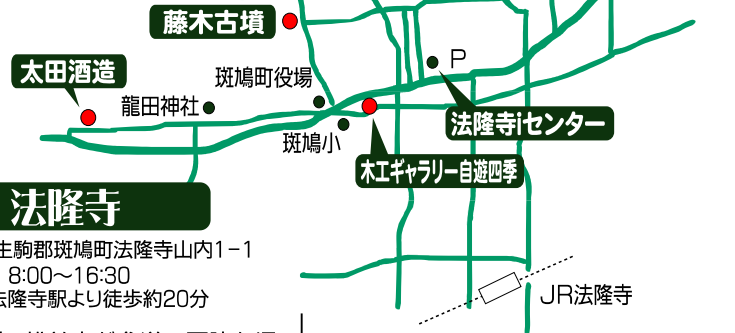 藤木古墳
太田酒造
斑鳩町役場
P
龍田神社
法隆寺iセンター
斑鳩小
木工ギャラリー自遊四季
法隆寺
生駒郡斑鳩町法隆寺山内1−1
8:00〜16:30
法隆寺駅より徒歩約20分
JR法隆寺